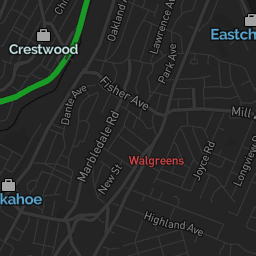 Oakland A
Lawrence Ave
Crestwood
Eastch
Park Ave
Fisher Ave
Dante Ave
Mill
Marbledale Rd
Walgreens
Joyce Rd
Longview
New St
kahoe
Highland Ave